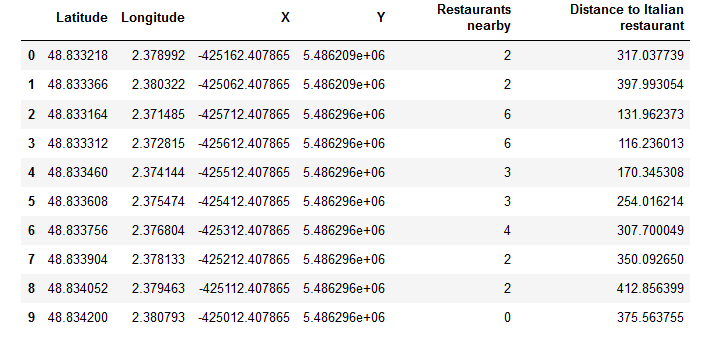 Latitude Longitude X Y Restaurants nearby Distance to Italian restaurant
0 48.833218 2.378992 -425162.407865 5.486209e+06 2 317.037739
1 48.833366 2.380322 -425062.407865 5.486209e+06 2 397.993054
2 48.833164 2.371485 -425712.407865 5.486296e+06 6 131.962373
3 48.833312 2.372815 -425612.407865 5.486296e+06 6 116.236013
4 48.833460 2.374144 -425512.407865 5.486296e+06 3 170.345308
5 48.833608 2.375474 -425412.407865 5.486296e+06 3 254.016214
6 48.833756 2.376804 -425312.407865 5.486296e+06 4 307.700049
7 48.833904 2.378133 -425212.407865 5.486296e+06 2 350.092650
8 48.834052 2.379463 -425112.407865 5.486296e+06 2 412.856399
9 48.834200 2.380793 -425012.407865 5.486296e+06 0 375.563755